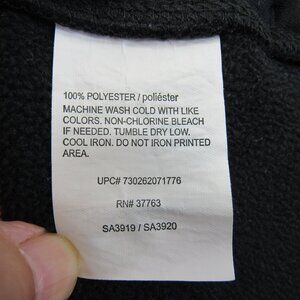 100% POLYESTER / poliéster
MACHINE WASH COLD WITH LIKE
COLORS. NON-CHLORINE BLEACH
IF NEEDED. TUMBLE DRY LOW.
COOL IRON. DO NOT IRON PRINTED
AREA.
UPC# 730262071776
RN# 37763
SA3919 / SA3920